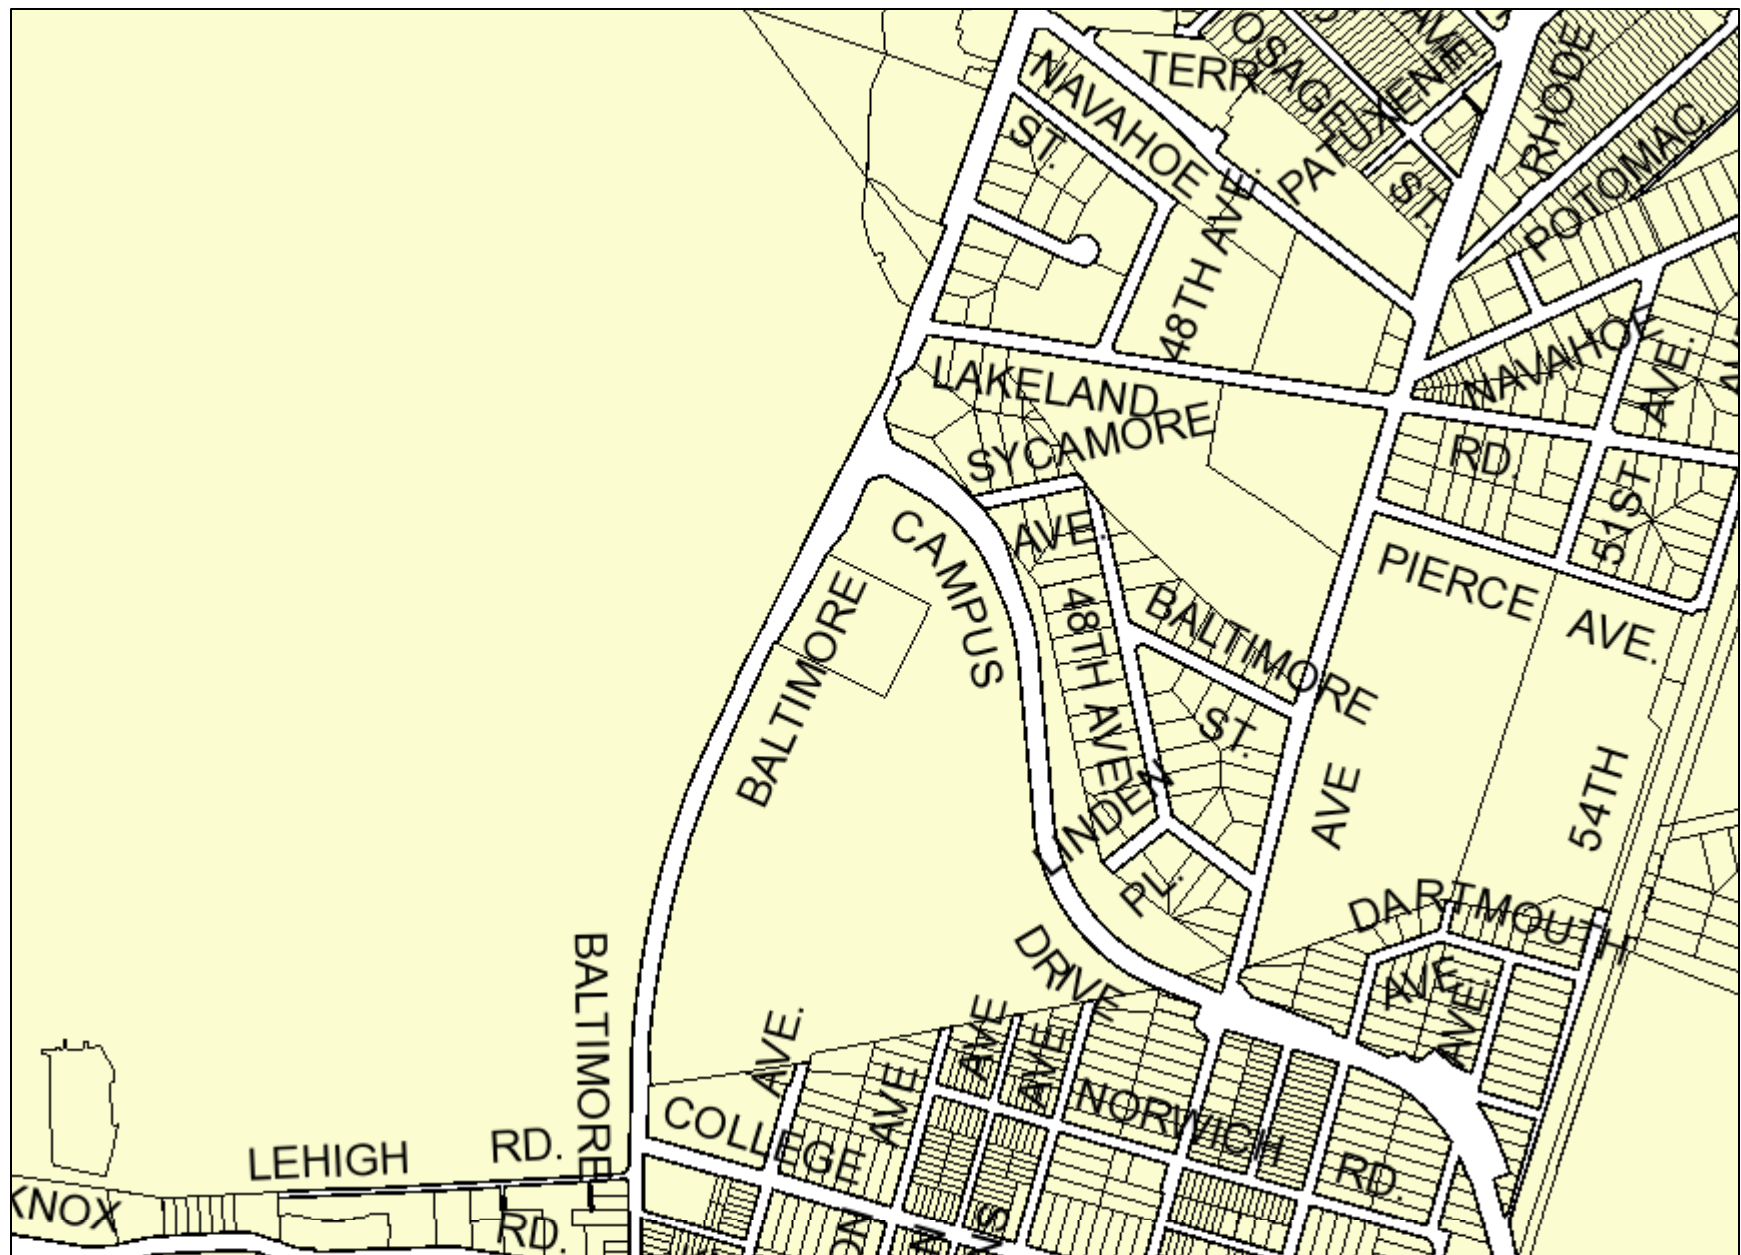 TERR.
OSAGE
ST.
AVE
PATUXENT
RHODE
POTOMAC
NAVAHOE
ST.
48TH AVE.
NAVAHOE
AVE.
LAKELAND
RD.
SYCAMORE
AVE.
51ST
PIERCE AVE.
CAMPUS
DRIVE
BALTIMORE
48TH AVE.
BALTIMORE
ST.
LINDEN
PL.
AVE
54TH
DARTMOUTH
AVE.
AVE.
BALTIMORE
AVE.
AVE
AVE
AVE
COLLEGE
NORWICH
RD.
LEHIGH RD.
KNOX
RD.